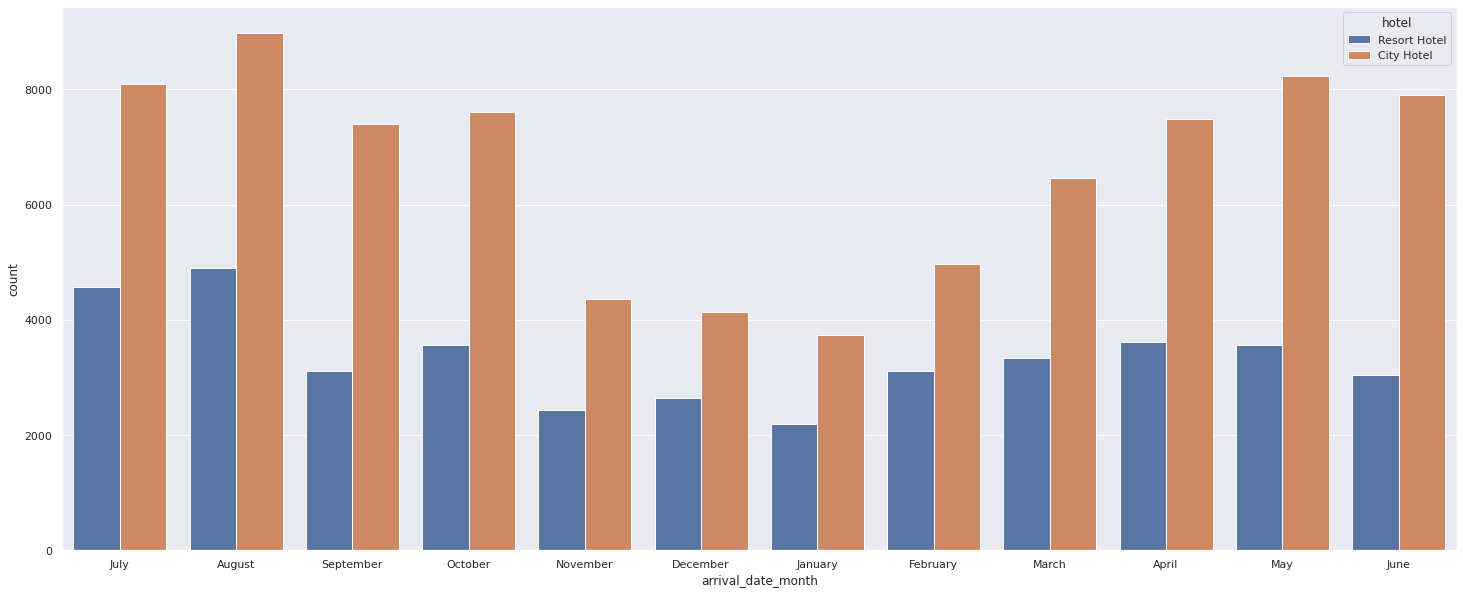 hotel
Resort Hotel
City Hotel
count
8000
6000
4000
2000
0
July August September October November December January February March April May June
arrival_date_month